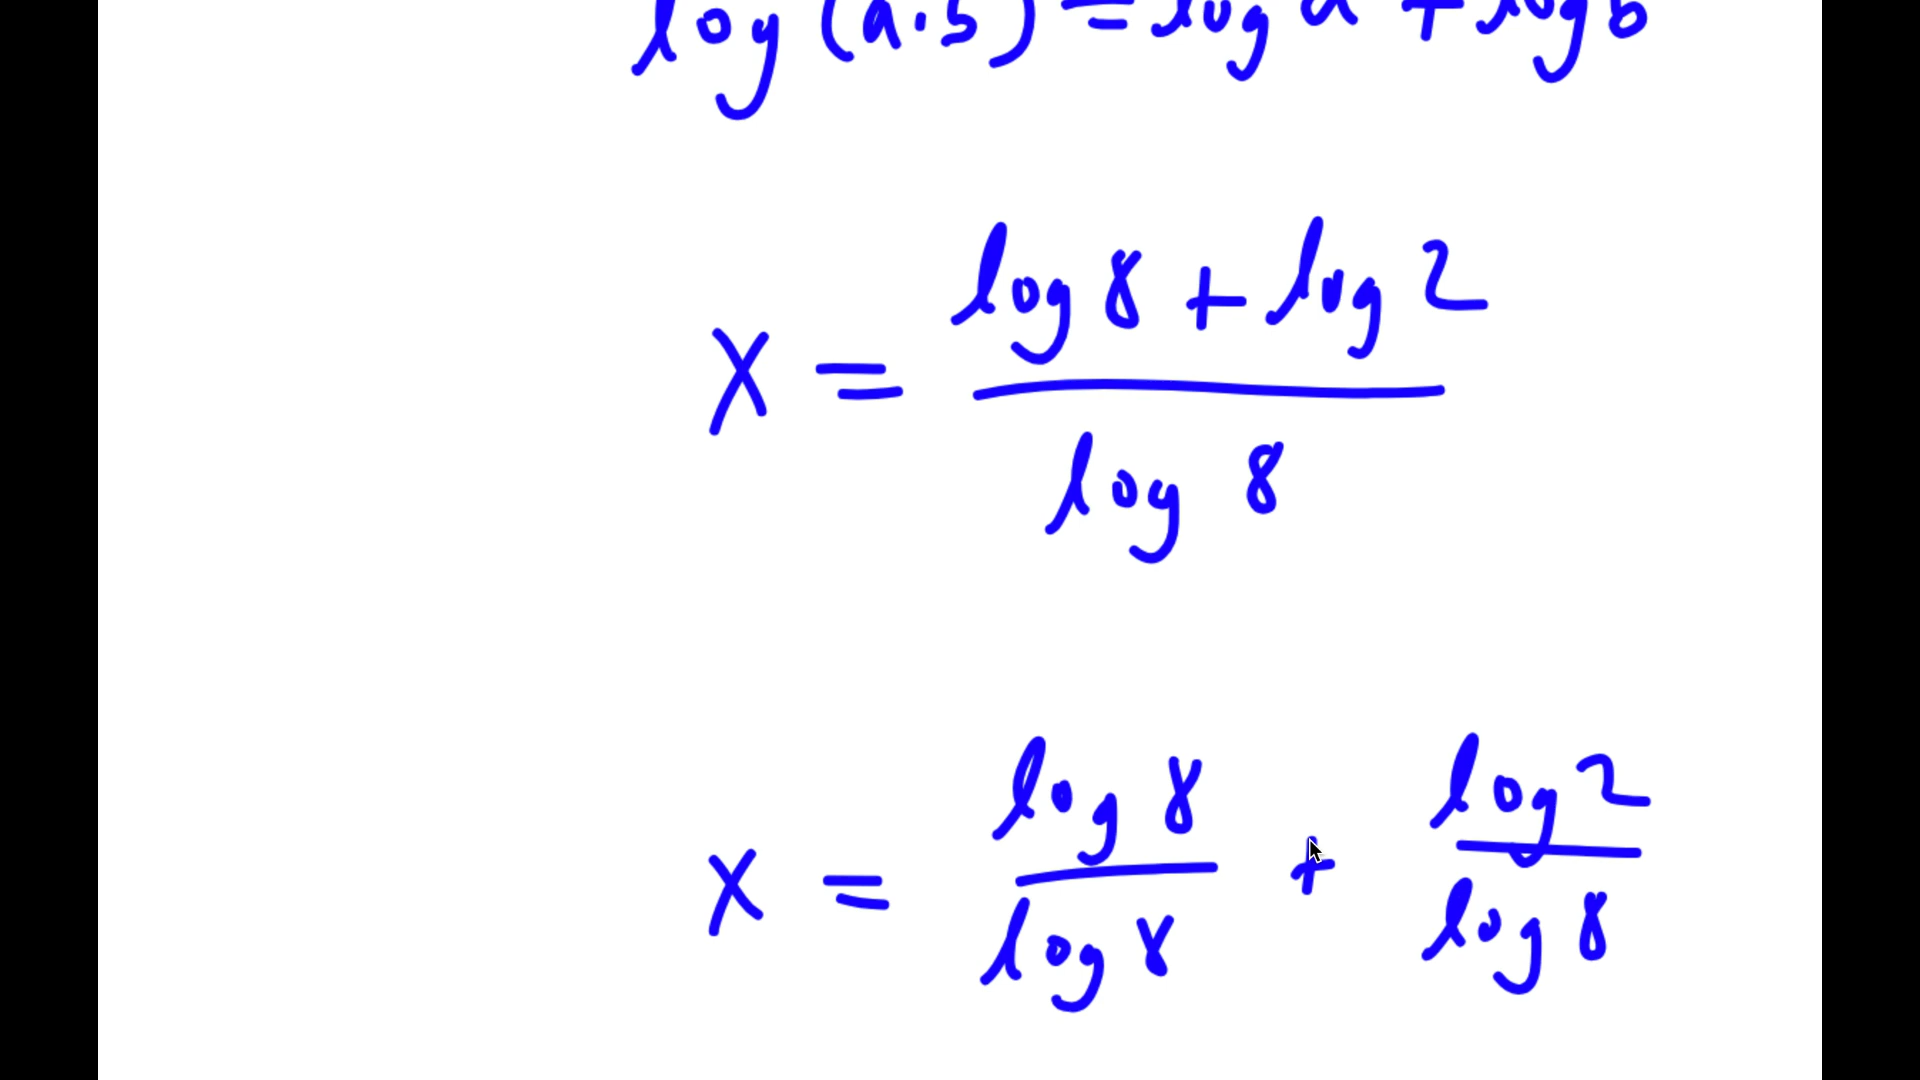 log (a.b) = log a + log b
x = (log 8 + log 2) / (log 8)
x = (log 8) / (log 8) + (log 2) / (log 8)